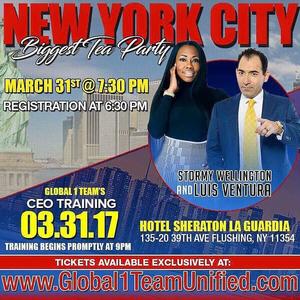 NEW YORK CITY
Biggest Tea Party
MARCH 31ST @ 7:30 PM
REGISTRATION AT 6:30 PM
STORMY WELLINGTON
AND LUIS VENTURA
GLOBAL 1 TEAM'S
CEO TRAINING
03.31.17
TRAINING BEGINS PROMPTLY AT 9PM
HOTEL SHERATON LA GUARDIA
135-20 39TH AVE FLUSHING, NY 11354
TICKETS AVAILABLE EXCLUSIVELY AT:
www.Global1TeamUnified.com